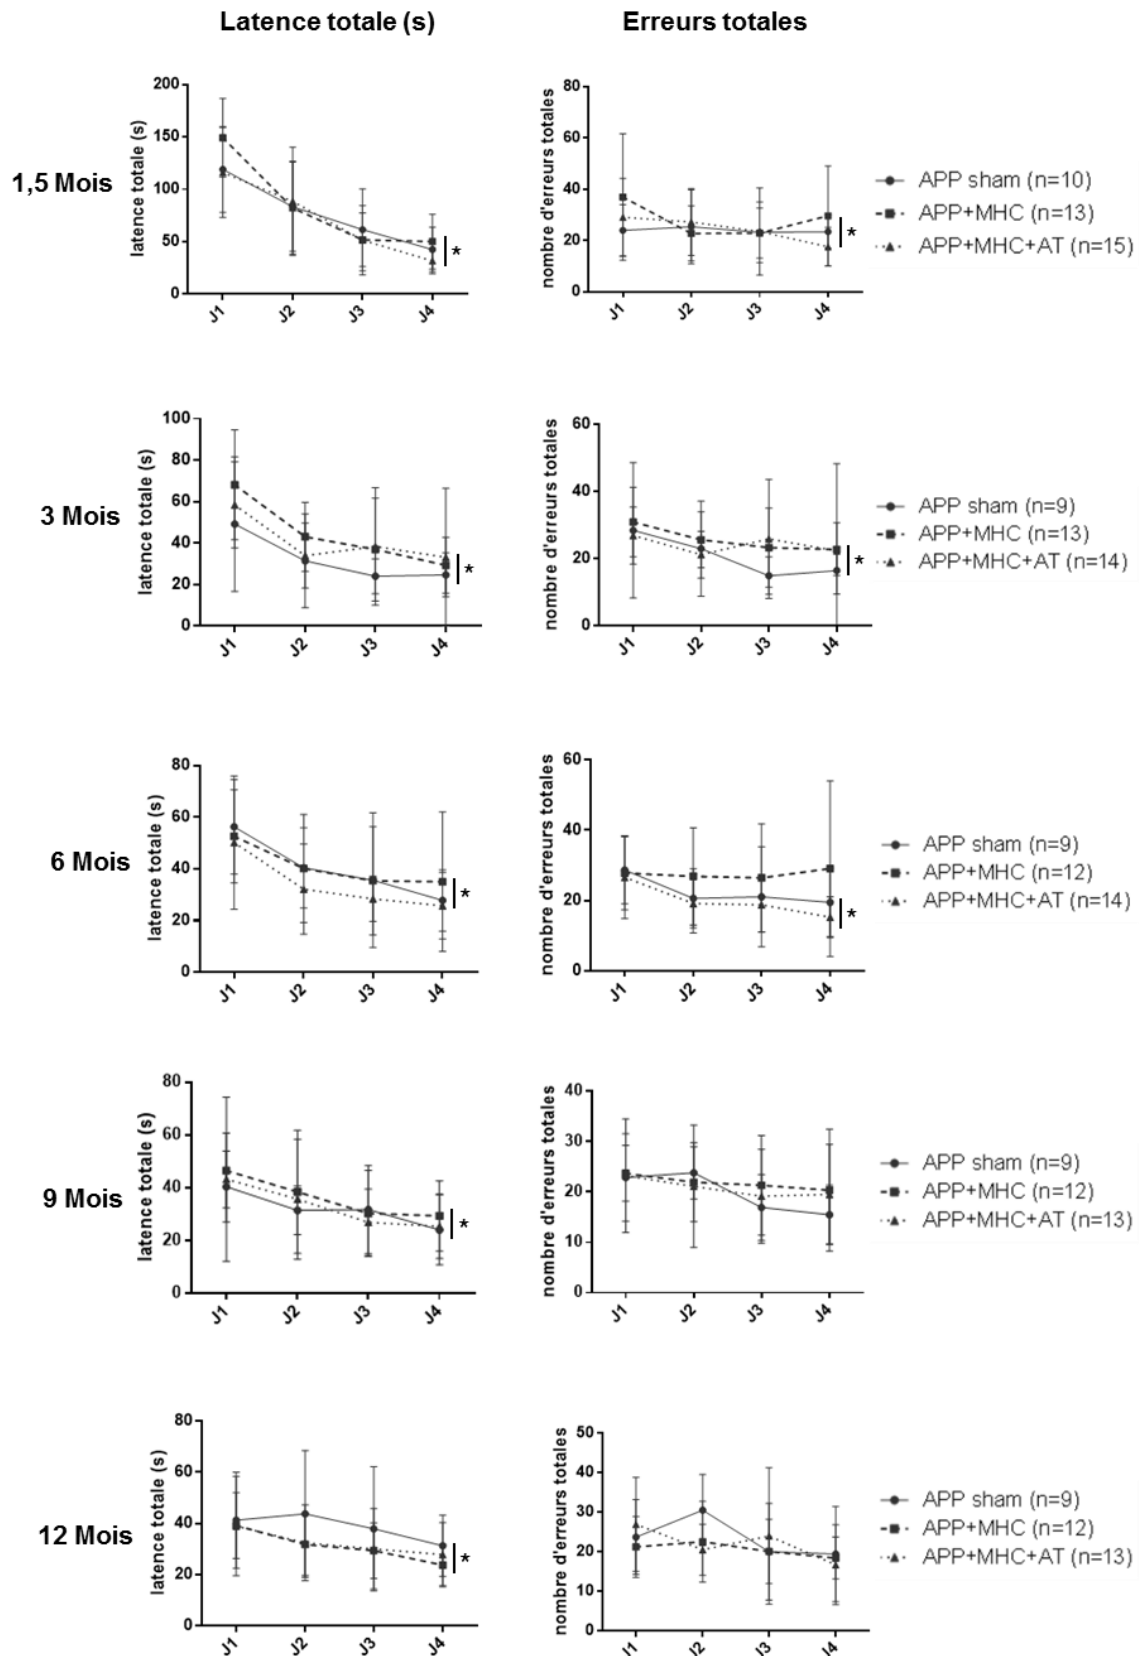 Latence totale (s)
Erreurs totales
1,5 Mois
latence totale (s)
200
150
100
50
0
J1
J2
J3
J4
*
nombre d'erreurs totales
80
60
40
20
0
J1
J2
J3
J4
*
APP sham (n=10)
APP+MHC (n=13)
APP+MHC+AT (n=15)
3 Mois
latence totale (s)
100
80
60
40
20
0
J1
J2
J3
J4
*
nombre d'erreurs totales
60
40
20
0
J1
J2
J3
J4
*
APP sham (n=9)
APP+MHC (n=13)
APP+MHC+AT (n=14)
6 Mois
latence totale (s)
80
60
40
20
0
J1
J2
J3
J4
*
nombre d'erreurs totales
60
40
20
0
J1
J2
J3
J4
*
APP sham (n=9)
APP+MHC (n=12)
APP+MHC+AT (n=14)
9 Mois
latence totale (s)
80
60
40
20
0
J1
J2
J3
J4
*
nombre d'erreurs totales
40
30
20
10
0
J1
J2
J3
J4
APP sham (n=9)
APP+MHC (n=12)
APP+MHC+AT (n=13)
12 Mois
latence totale (s)
80
60
40
20
0
J1
J2
J3
J4
*
nombre d'erreurs totales
50
40
30
20
10
0
J1
J2
J3
J4
APP sham (n=9)
APP+MHC (n=12)
APP+MHC+AT (n=13)